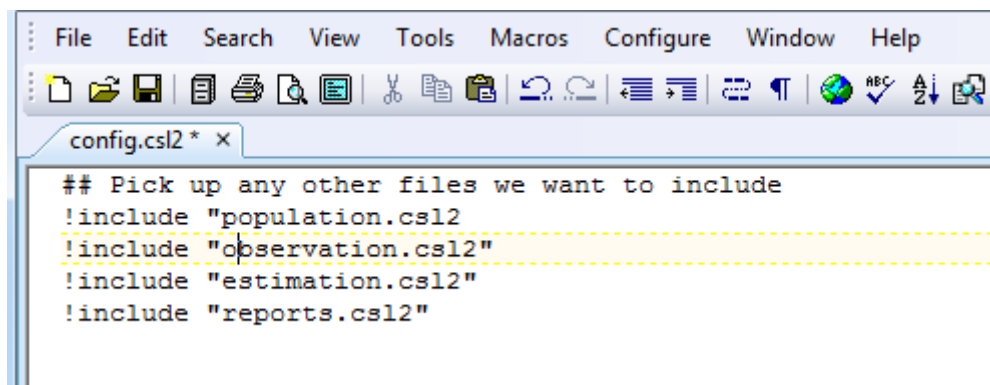 File Edit Search View Tools Macros Configure Window Help
ABC A Z
config.csl2 * ×
## Pick up any other files we want to include
!include "population.csl2
!include "observation.csl2"
!include "estimation.csl2"
!include "reports.csl2"